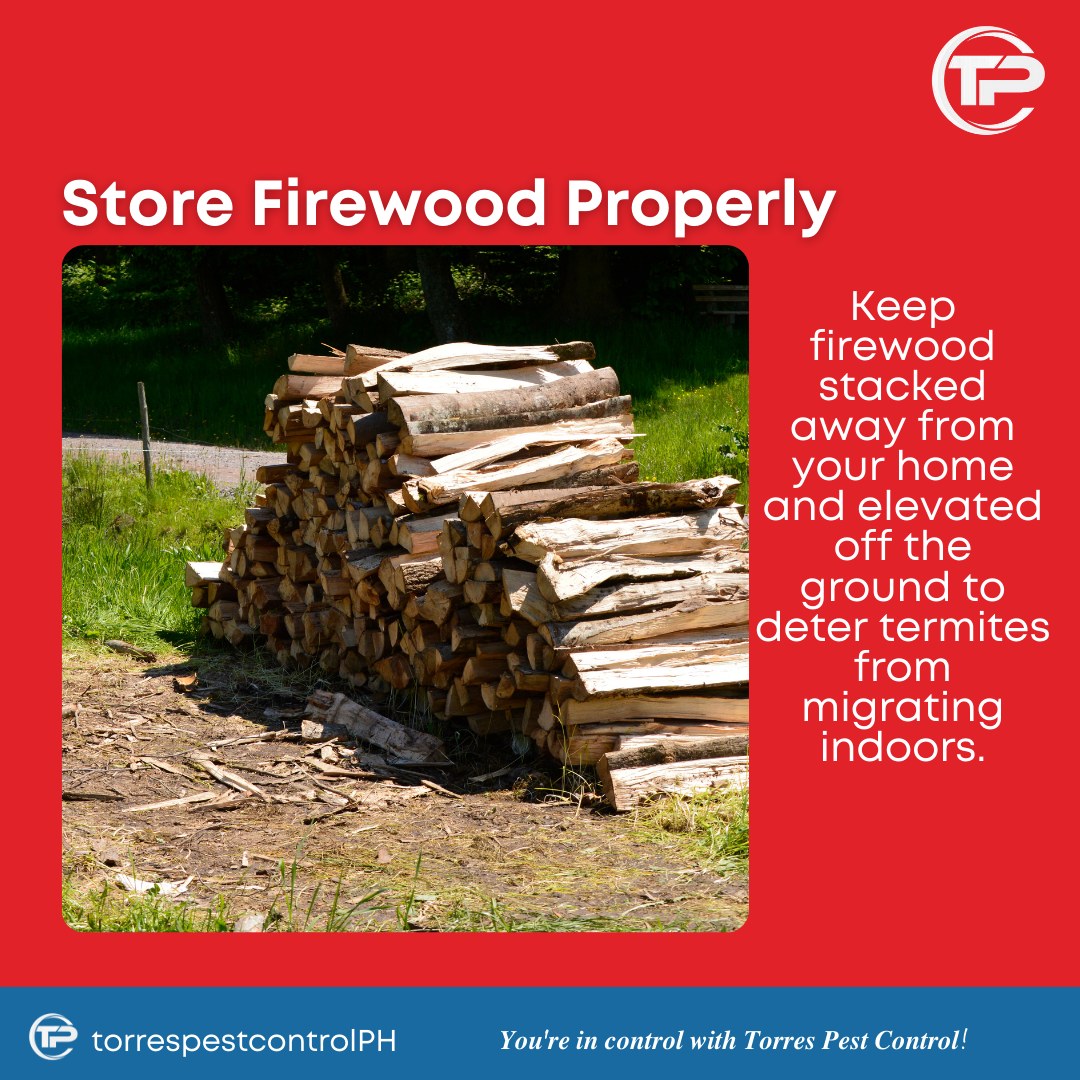 TP
Store Firewood Properly
Keep
firewood
stacked
away from
your home
and elevated
off the
ground to
deter termites
from
migrating
indoors.
TP torrespestcontrolPH
You're in control with Torres Pest Control!